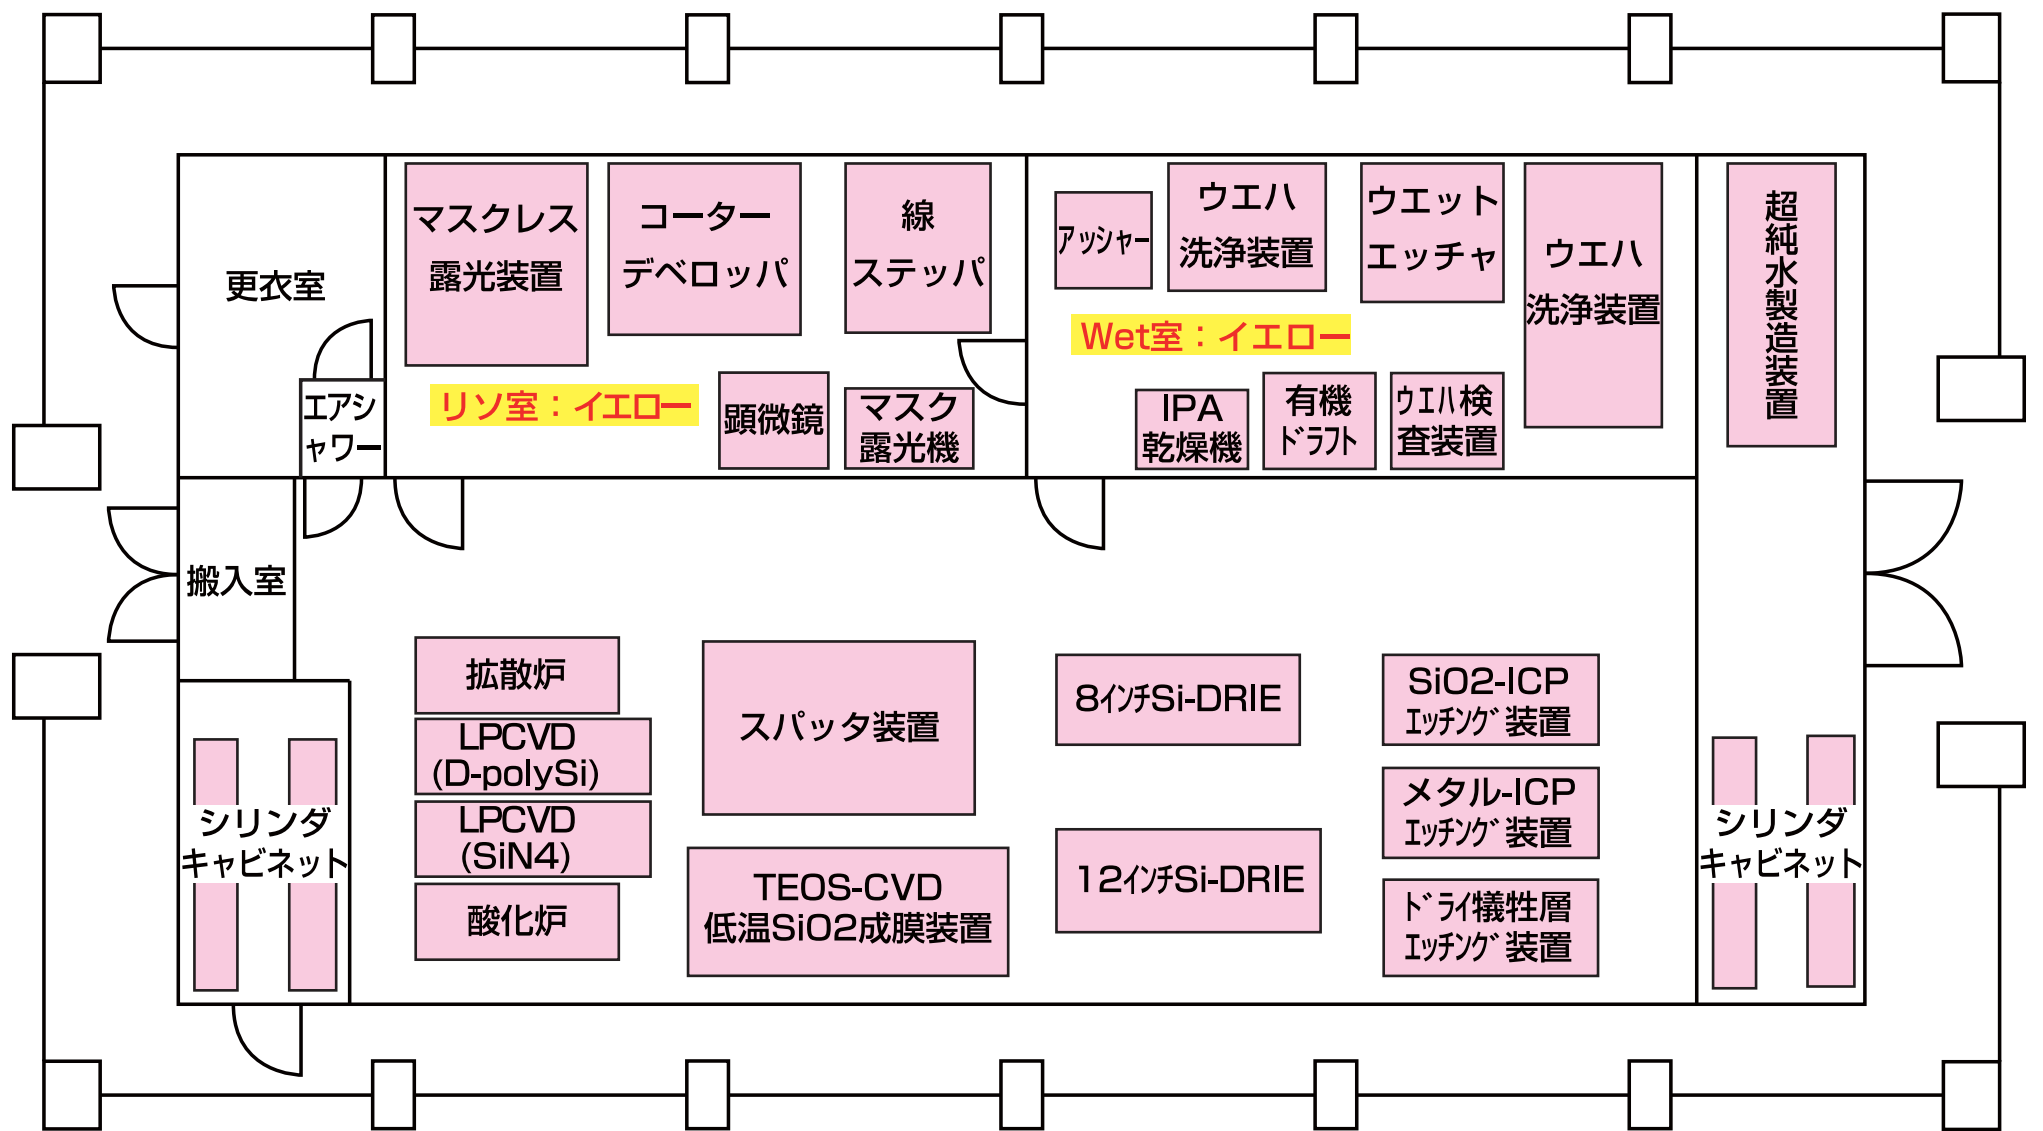 更衣室
エアシ
ャワー
マスクレス
露光装置
コーター
デベロッパ
線
ステッパ
リソ室：イエロー
顕微鏡
マスク
露光機
アッシャー
ウエハ
洗浄装置
ウエット
エッチャ
ウエハ
洗浄装置
Wet室：イエロー
IPA
乾燥機
有機
ドラフト
ウエハ検
査装置
超純水製造装置
搬入室
シリンダ
キャビネット
拡散炉
LPCVD
(D-polySi)
LPCVD
(SiN4)
酸化炉
スパッタ装置
TEOS-CVD
低温SiO2成膜装置
8インチSi-DRIE
12インチSi-DRIE
SiO2-ICP
エッチング装置
メタル-ICP
エッチング装置
ドライ犠牲層
エッチング装置
シリンダ
キャビネット